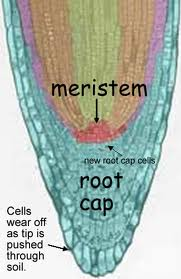 meristem
new root cap cells
root
cap
Cells
wear off
as tip is
pushed
through
soil.